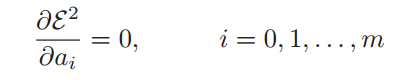 ∂ℰ²/∂aᵢ = 0, i = 0, 1, . . . , m